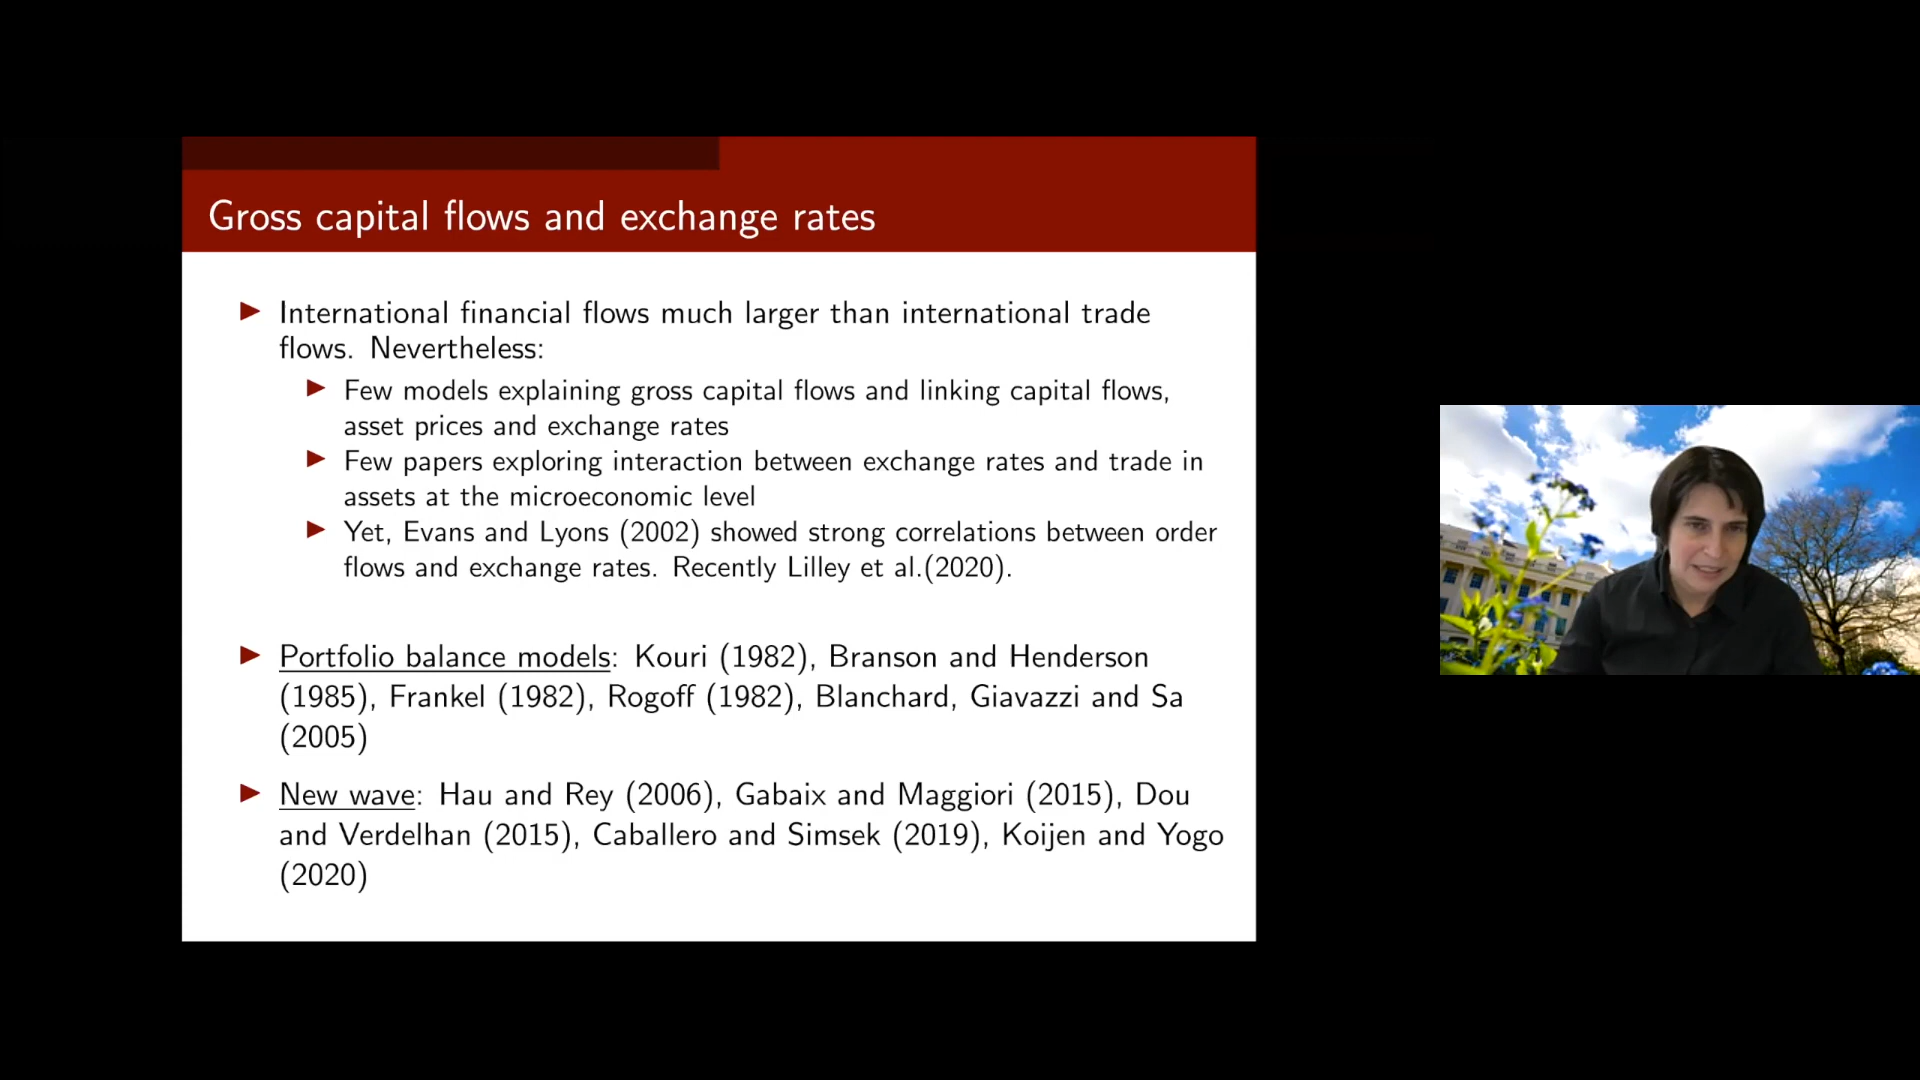 Gross capital flows and exchange rates
International financial flows much larger than international trade
flows. Nevertheless:
Few models explaining gross capital flows and linking capital flows,
asset prices and exchange rates
Few papers exploring interaction between exchange rates and trade in
assets at the microeconomic level
Yet, Evans and Lyons (2002) showed strong correlations between order
flows and exchange rates. Recently Lilley et al.(2020).
Portfolio balance models: Kouri (1982), Branson and Henderson
(1985), Frankel (1982), Rogoff (1982), Blanchard, Giavazzi and Sa
(2005)
New wave: Hau and Rey (2006), Gabaix and Maggiori (2015), Dou
and Verdelhan (2015), Caballero and Simsek (2019), Koijen and Yogo
(2020)